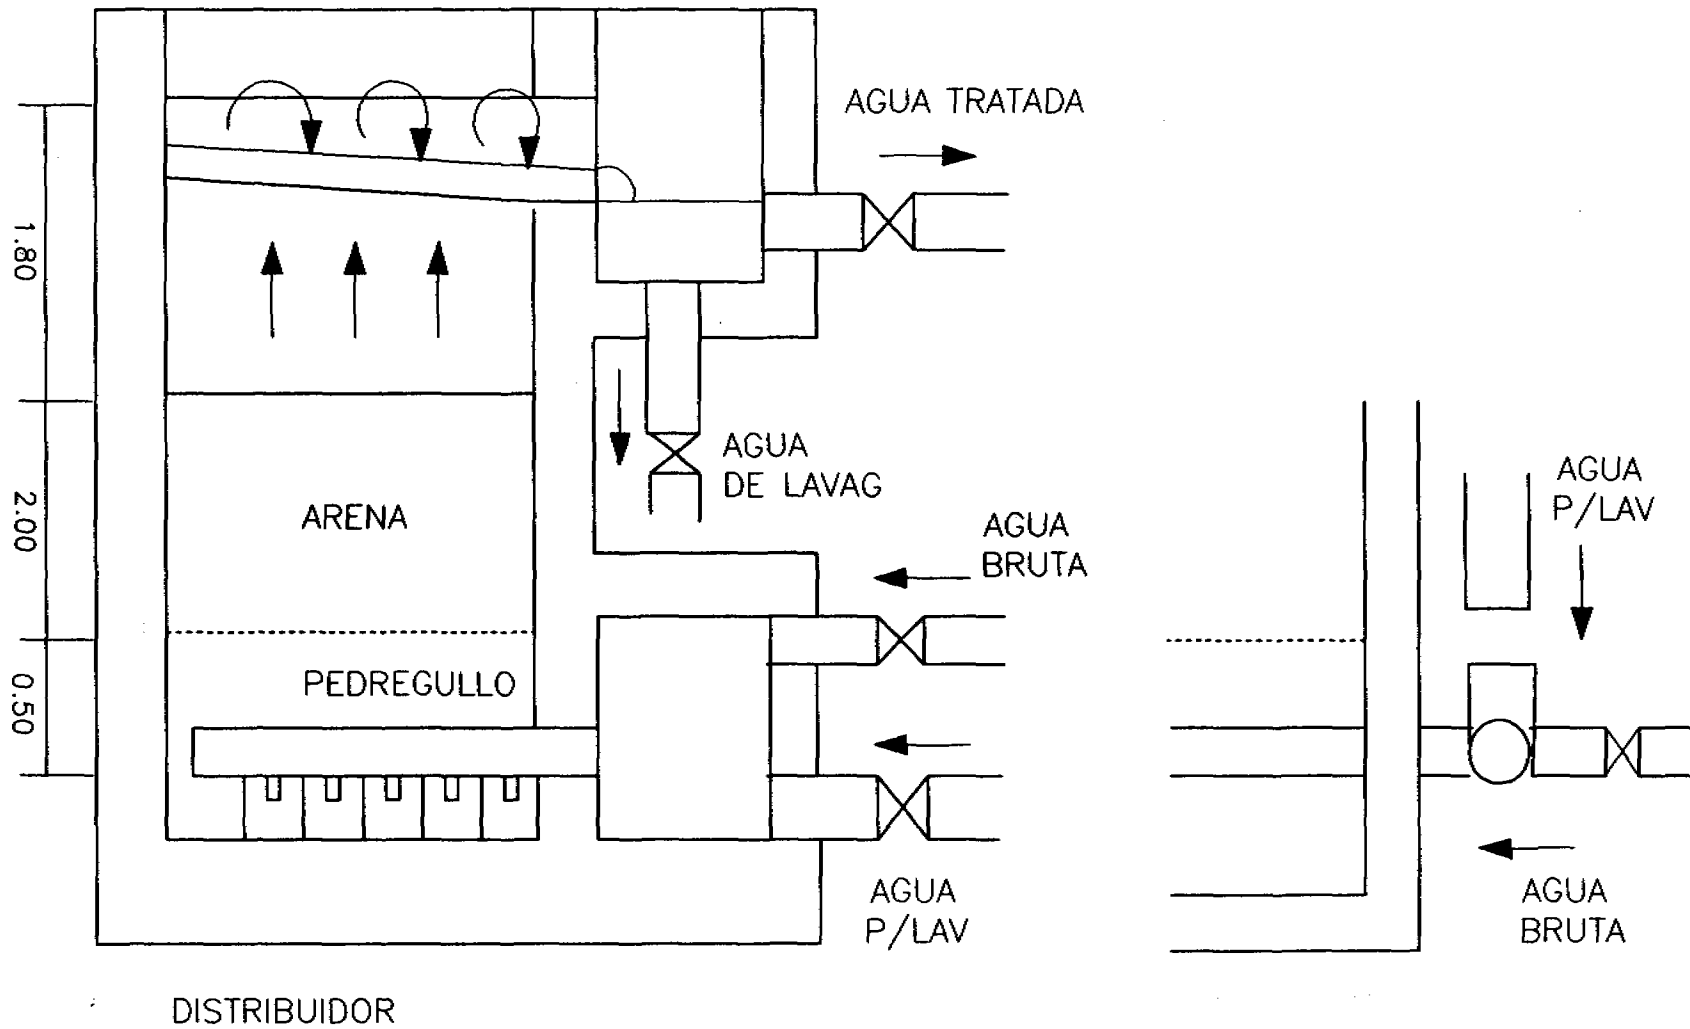 AGUA TRATADA
1.80
AGUA
DE LAVAG
AGUA
P/LAV
2.00
ARENA
AGUA
BRUTA
PEDREGULLO
0.50
AGUA
P/LAV
AGUA
BRUTA
DISTRIBUIDOR